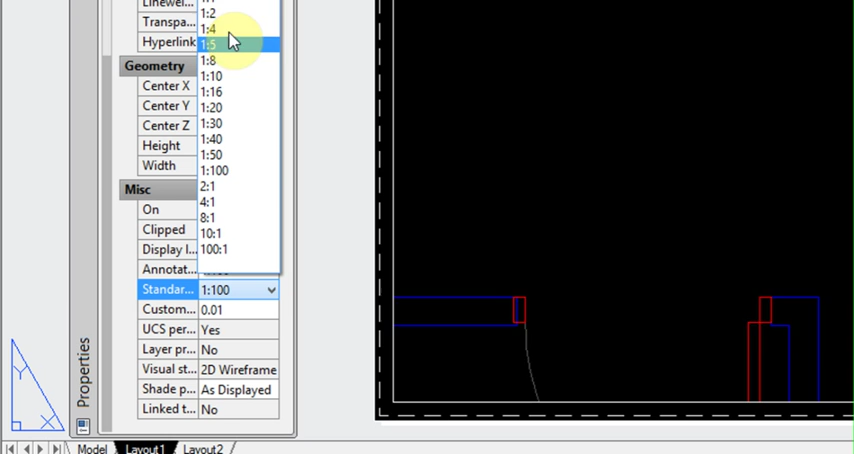 Linewei...
1:2
Transpa...
1:4
Hyperlink
1:5
1:8
Geometry
Center X
1:10
1:16
Center Y
1:20
Center Z
1:30
Height
1:40
1:50
Width
1:100
Misc
2:1
4:1
On
8:1
Clipped
10:1
Display l...
100:1
Annotat...
Standar... 1:100
Custom... 0.01
UCS per... Yes
Layer pr... No
Visual st... 2D Wireframe
Shade p... As Displayed
Linked t... No
Properties
Y
X
Model Layout1 Layout2